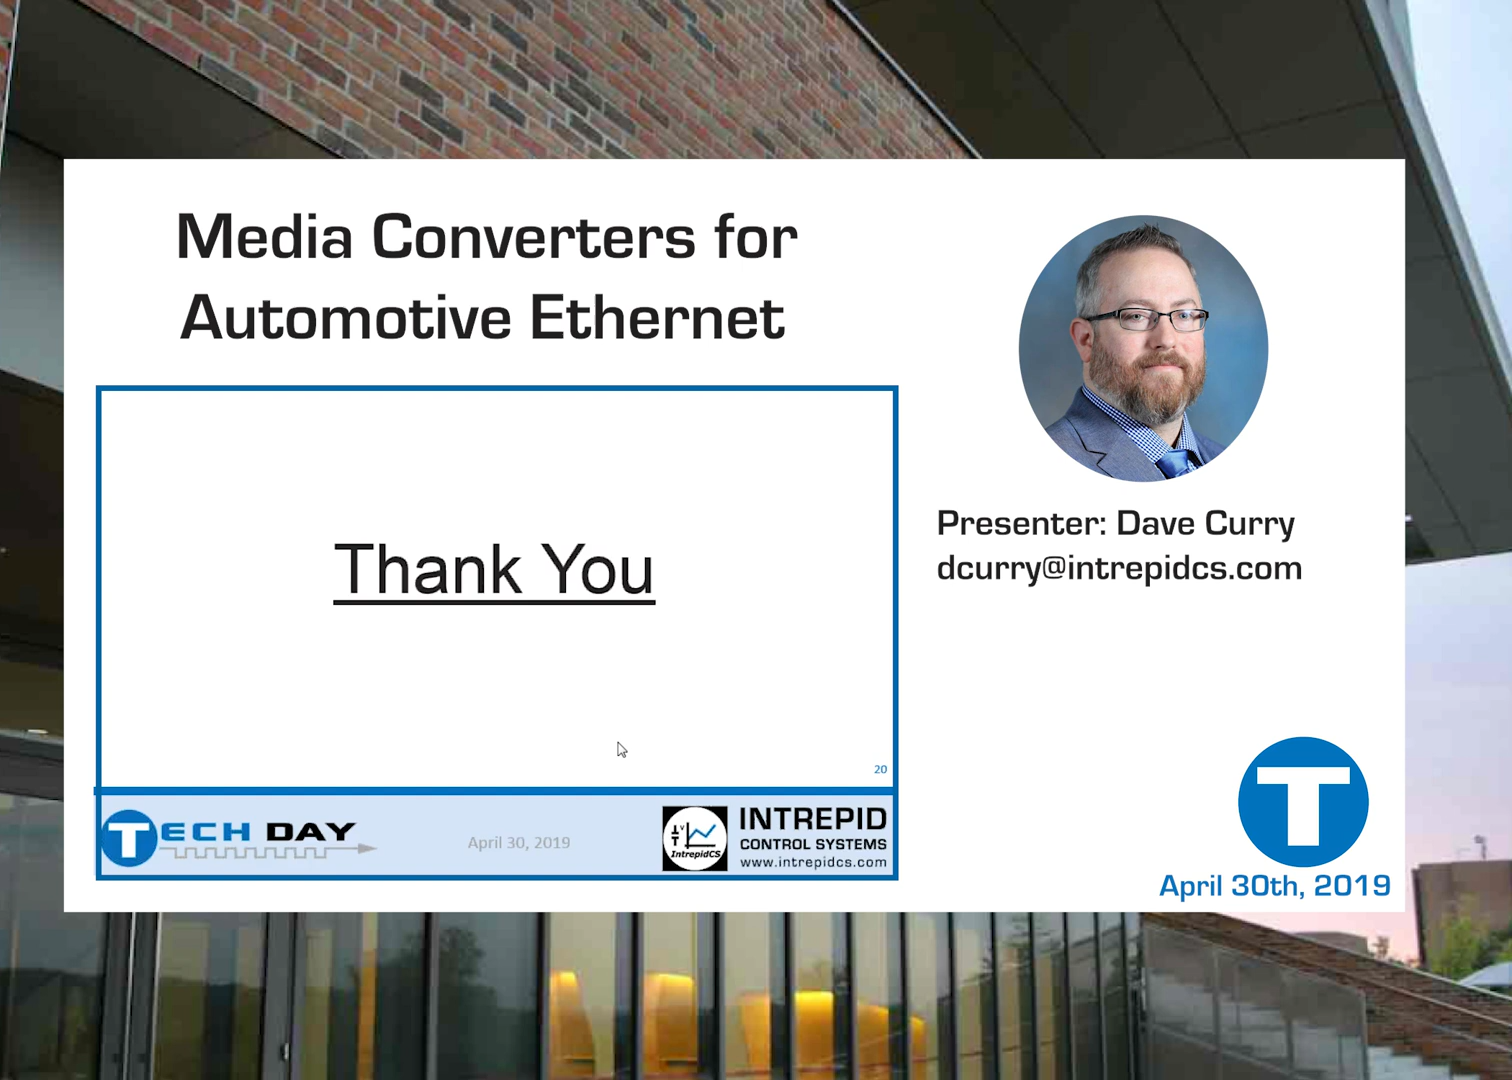 Media Converters for
Automotive Ethernet
Thank You
20
TECH DAY
April 30, 2019
IntrepidCS
INTREPID
CONTROL SYSTEMS
www.intrepidcs.com
Presenter: Dave Curry
dcurry@intrepidcs.com
T
April 30th, 2019